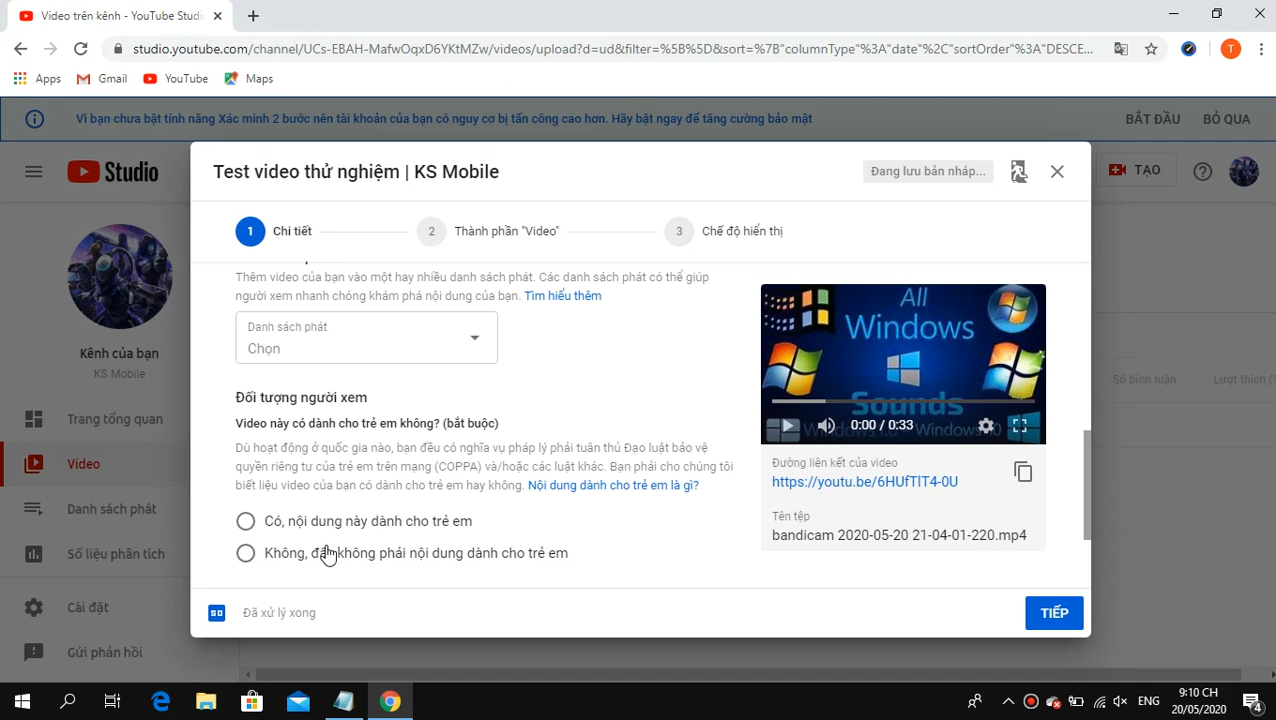 Video trên kênh - YouTube Studi
studio.youtube.com/channel/UCs-EBAH-MafwOqxD6YKtMZw/videos/upload?d=ud&filter=%5B%5D&sort=%7B"columnType"%3A"date"%2C"sortOrder"%3A"DESCE...
T
Apps
Gmail
YouTube
Maps
Vì bạn chưa bật tính năng Xác minh 2 bước nên tài khoản của bạn có nguy cơ bị tấn công cao hơn. Hãy bật ngay để tăng cường bảo mật
BẮT ĐẦU
BỎ QUA
Studio
TẠO
Test video thử nghiệm | KS Mobile
Đang lưu bản nháp...
1 Chi tiết
2 Thành phần "Video"
3 Chế độ hiển thị
Thêm video của bạn vào một hay nhiều danh sách phát. Các danh sách phát có thể giúp
người xem nhanh chóng khám phá nội dung của bạn. Tìm hiểu thêm
Danh sách phát
Chọn
Đối tượng người xem
Video này có dành cho trẻ em không? (bắt buộc)
Dù hoạt động ở quốc gia nào, bạn đều có nghĩa vụ pháp lý phải tuân thủ Đạo luật bảo vệ
quyền riêng tư của trẻ em trên mạng (COPPA) và/hoặc các luật khác. Bạn phải cho chúng tôi
biết liệu video của bạn có dành cho trẻ em hay không. Nội dung dành cho trẻ em là gì?
Có, nội dung này dành cho trẻ em
Không, đây không phải nội dung dành cho trẻ em
All
Windows
Sounds
0:00 / 0:33
Đường liên kết của video
https://youtu.be/6HUfTlT4-0U
Tên tệp
bandicam 2020-05-20 21-04-01-220.mp4
SD
Đã xử lý xong
TIẾP
Kênh của bạn
KS Mobile
Trang tổng quan
Video
Danh sách phát
Số liệu phân tích
Cài đặt
Gửi phản hồi
Số bình luận
Lượt thích (
ENG
9:10 CH
20/05/2020
4